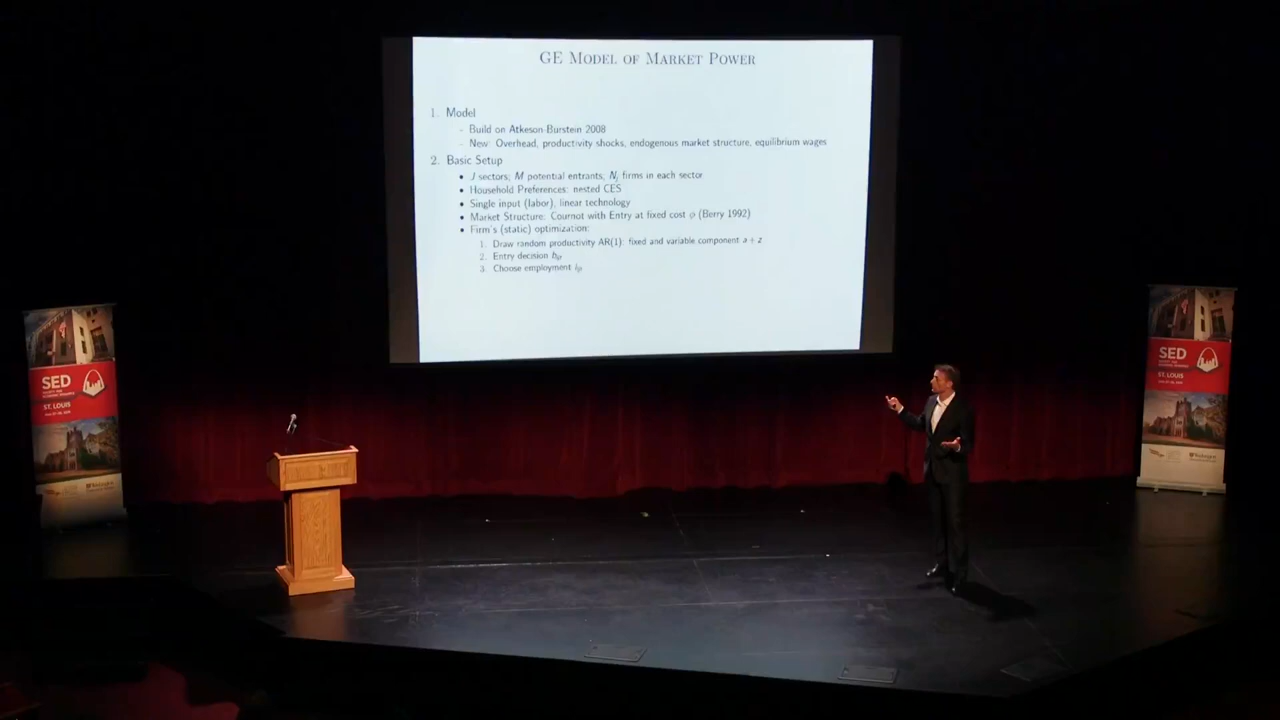 GE Model of Market Power
1. Model
- Build on Atkeson-Burstein 2008
- New: Overhead, productivity shocks, endogenous market structure, equilibrium wages
2. Basic Setup
• J sectors; M potential entrants; Nj firms in each sector
• Household Preferences: nested CES
• Single input (labor), linear technology
• Market Structure: Cournot with Entry at fixed cost ϕ (Berry 1992)
• Firm's (static) optimization:
1. Draw random productivity AR(1): fixed and variable component a + z
2. Entry decision
3. Choose employment
SED
ST. LOUIS
SED
ST. LOUIS
Washington